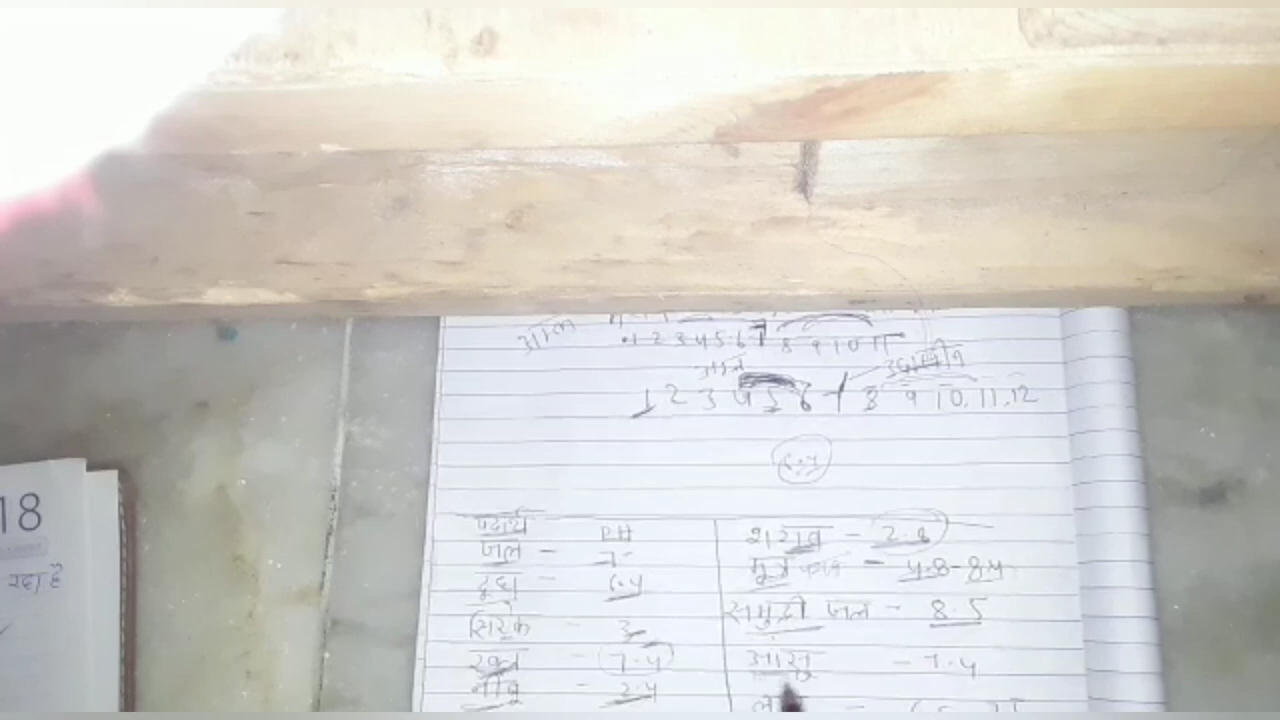 18
रहा है
अम्ल
1 2 3 4 5 6 7 8 9 10 11
1 2 3 4 5 6 7 8 9 10, 11, 12
6.4
पदार्थ PH
जल - 7
दूध - 6.4
सिरके - 3
रक्त - 7.4
नींबू - 2.4
शराब - 2.8
मूत्र - 4.8-8.4
समुद्री जल - 8.5
आंसू - 7.4